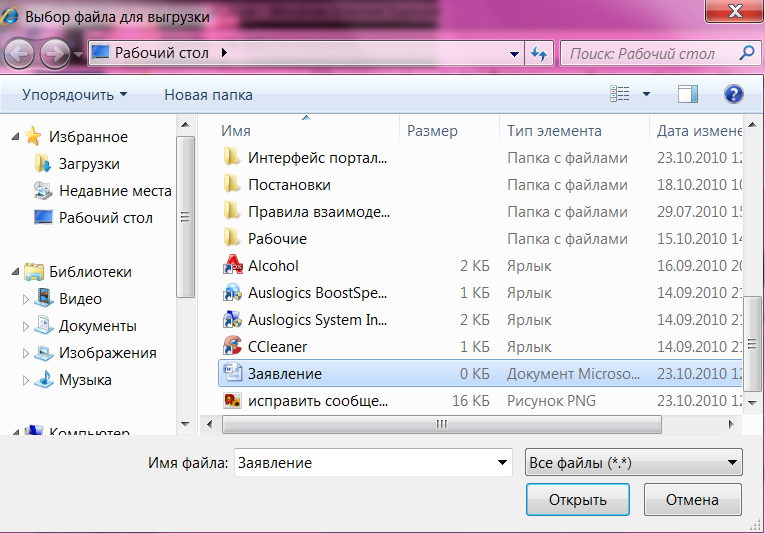 Выбор файла для выгрузки
Рабочий стол
Поиск: Рабочий стол
Упорядочить Новая папка
Избранное
Загрузки
Недавние места
Рабочий стол
Библиотеки
Видео
Документы
Изображения
Музыка
Компьютер
Имя Размер Тип элемента Дата измене
Интерфейс портал... Папка с файлами 23.10.2010 12
Постановки Папка с файлами 18.10.2010 10
Правила взаимоде... Папка с файлами 29.07.2010 15
Рабочие Папка с файлами 15.10.2010 14
Alcohol 2 КБ Ярлык 16.09.2010 20
Auslogics BoostSpe... 1 КБ Ярлык 14.09.2010 21
Auslogics System In... 2 КБ Ярлык 14.09.2010 21
CCleaner 1 КБ Ярлык 14.09.2010 21
Заявление 0 КБ Документ Microso... 23.10.2010 12
исправить сообще... 16 КБ Рисунок PNG 23.10.2010 12
Имя файла: Заявление Все файлы (*.*)
Открыть Отмена